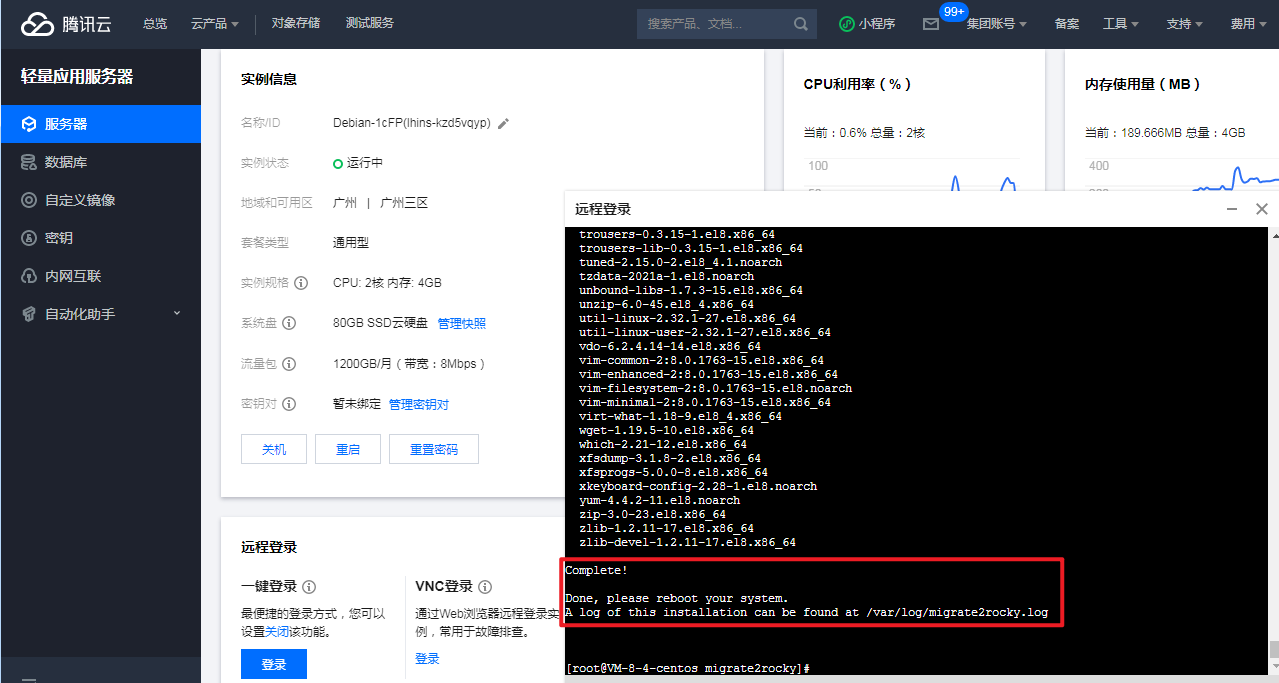 腾讯云 总览 云产品 对象存储 测试服务 搜索产品、文档... 小程序 99+ 集团账号 备案 工具 支持 费用
轻量应用服务器
服务器
数据库
自定义镜像
密钥
内网互联
自动化助手
实例信息
名称/ID Debian-1cFP(lhins-kzd5vqyp)
实例状态 运行中
地域和可用区 广州 | 广州三区
套餐类型 通用型
实例规格 CPU: 2核 内存: 4GB
系统盘 80GB SSD云硬盘 管理快照
流量包 1200GB/月 ( 带宽：8Mbps )
密钥对 暂未绑定 管理密钥对
关机 重启 重置密码
远程登录
一键登录
最便捷的登录方式，您可以
设置关闭该功能。
登录
VNC登录
通过Web浏览器远程登录实
例，常用于故障排查。
登录
CPU利用率 ( % )
当前：0.6% 总量：2核
100
内存使用量 ( MB )
当前：189.666MB 总量：4GB
400
远程登录
trousers-0.3.15-1.el8.x86_64
trousers-lib-0.3.15-1.el8.x86_64
tuned-2.15.0-2.el8_4.1.noarch
tzdata-2021a-1.el8.noarch
unbound-libs-1.7.3-15.el8.x86_64
unzip-6.0-45.el8_4.x86_64
util-linux-2.32.1-27.el8.x86_64
util-linux-user-2.32.1-27.el8.x86_64
vdo-6.2.4.14-14.el8.x86_64
vim-common-2:8.0.1763-15.el8.x86_64
vim-enhanced-2:8.0.1763-15.el8.x86_64
vim-filesystem-2:8.0.1763-15.el8.noarch
vim-minimal-2:8.0.1763-15.el8.x86_64
virt-what-1.18-9.el8_4.x86_64
wget-1.19.5-10.el8.x86_64
which-2.21-12.el8.x86_64
xfsdump-3.1.8-2.el8.x86_64
xfsprogs-5.0.0-8.el8.x86_64
xkeyboard-config-2.28-1.el8.noarch
yum-4.4.2-11.el8.noarch
zip-3.0-23.el8.x86_64
zlib-1.2.11-17.el8.x86_64
zlib-devel-1.2.11-17.el8.x86_64
Complete!
Done, please reboot your system.
A log of this installation can be found at /var/log/migrate2rocky.log
[root@VM-8-4-centos migrate2rocky]#